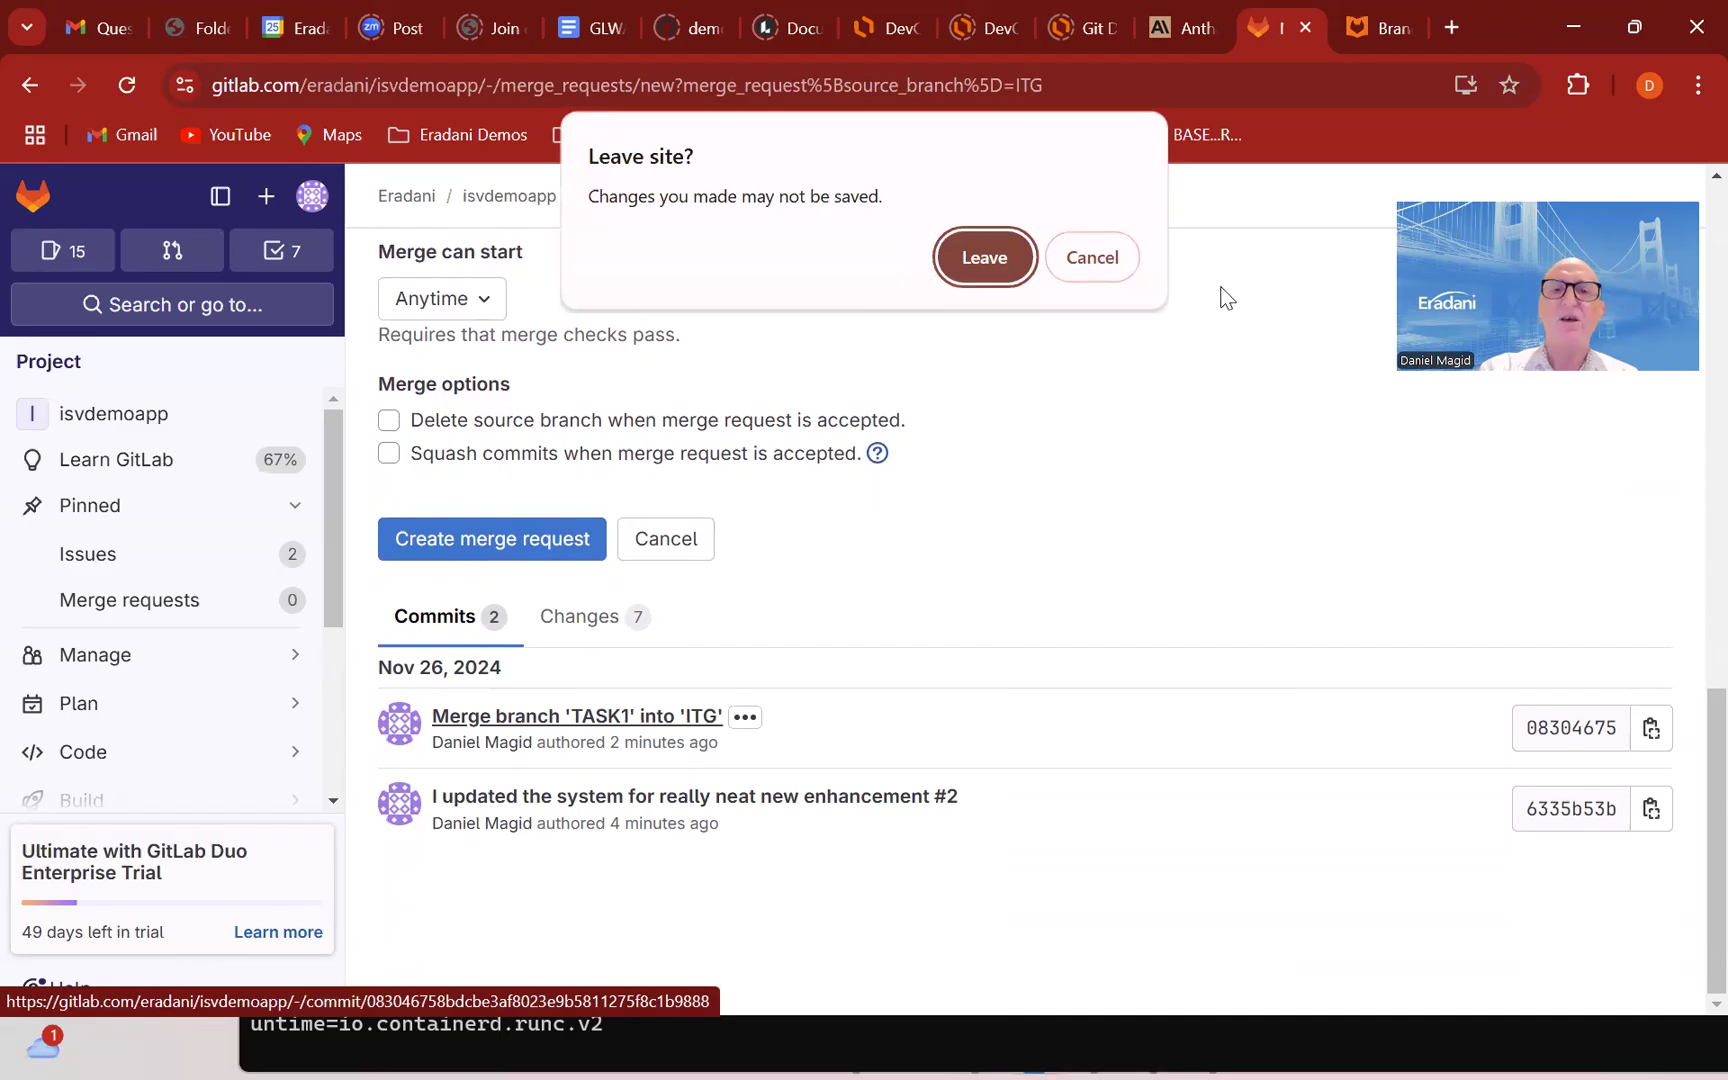 Ques
Fold
25
Erad
zm
Post
Join
GLW
dem
Docu
DevC
DevC
Git D
Anth
Bran
gitlab.com/eradani/isvdemoapp/-/merge_requests/new?merge_request%5Bsource_branch%5D=ITG
D
Gmail
YouTube
Maps
Eradani Demos
BASE...R...
Leave site?
Changes you made may not be saved.
Leave
Cancel
15
7
Search or go to...
Project
I
isvdemoapp
Learn GitLab
67%
Pinned
Issues
2
Merge requests
0
Manage
Plan
Code
Build
Ultimate with GitLab Duo
Enterprise Trial
49 days left in trial
Learn more
Help
Eradani / isvdemoapp
Merge can start
Anytime
Requires that merge checks pass.
Merge options
Delete source branch when merge request is accepted.
Squash commits when merge request is accepted.
Create merge request
Cancel
Commits 2
Changes 7
Nov 26, 2024
Merge branch 'TASK1' into 'ITG'
Daniel Magid authored 2 minutes ago
08304675
I updated the system for really neat new enhancement #2
Daniel Magid authored 4 minutes ago
6335b53b
Eradani
Daniel Magid
https://gitlab.com/eradani/isvdemoapp/-/commit/083046758bdcbe3af8023e9b5811275f8c1b9888
untime=io.containerd.runc.v2
1